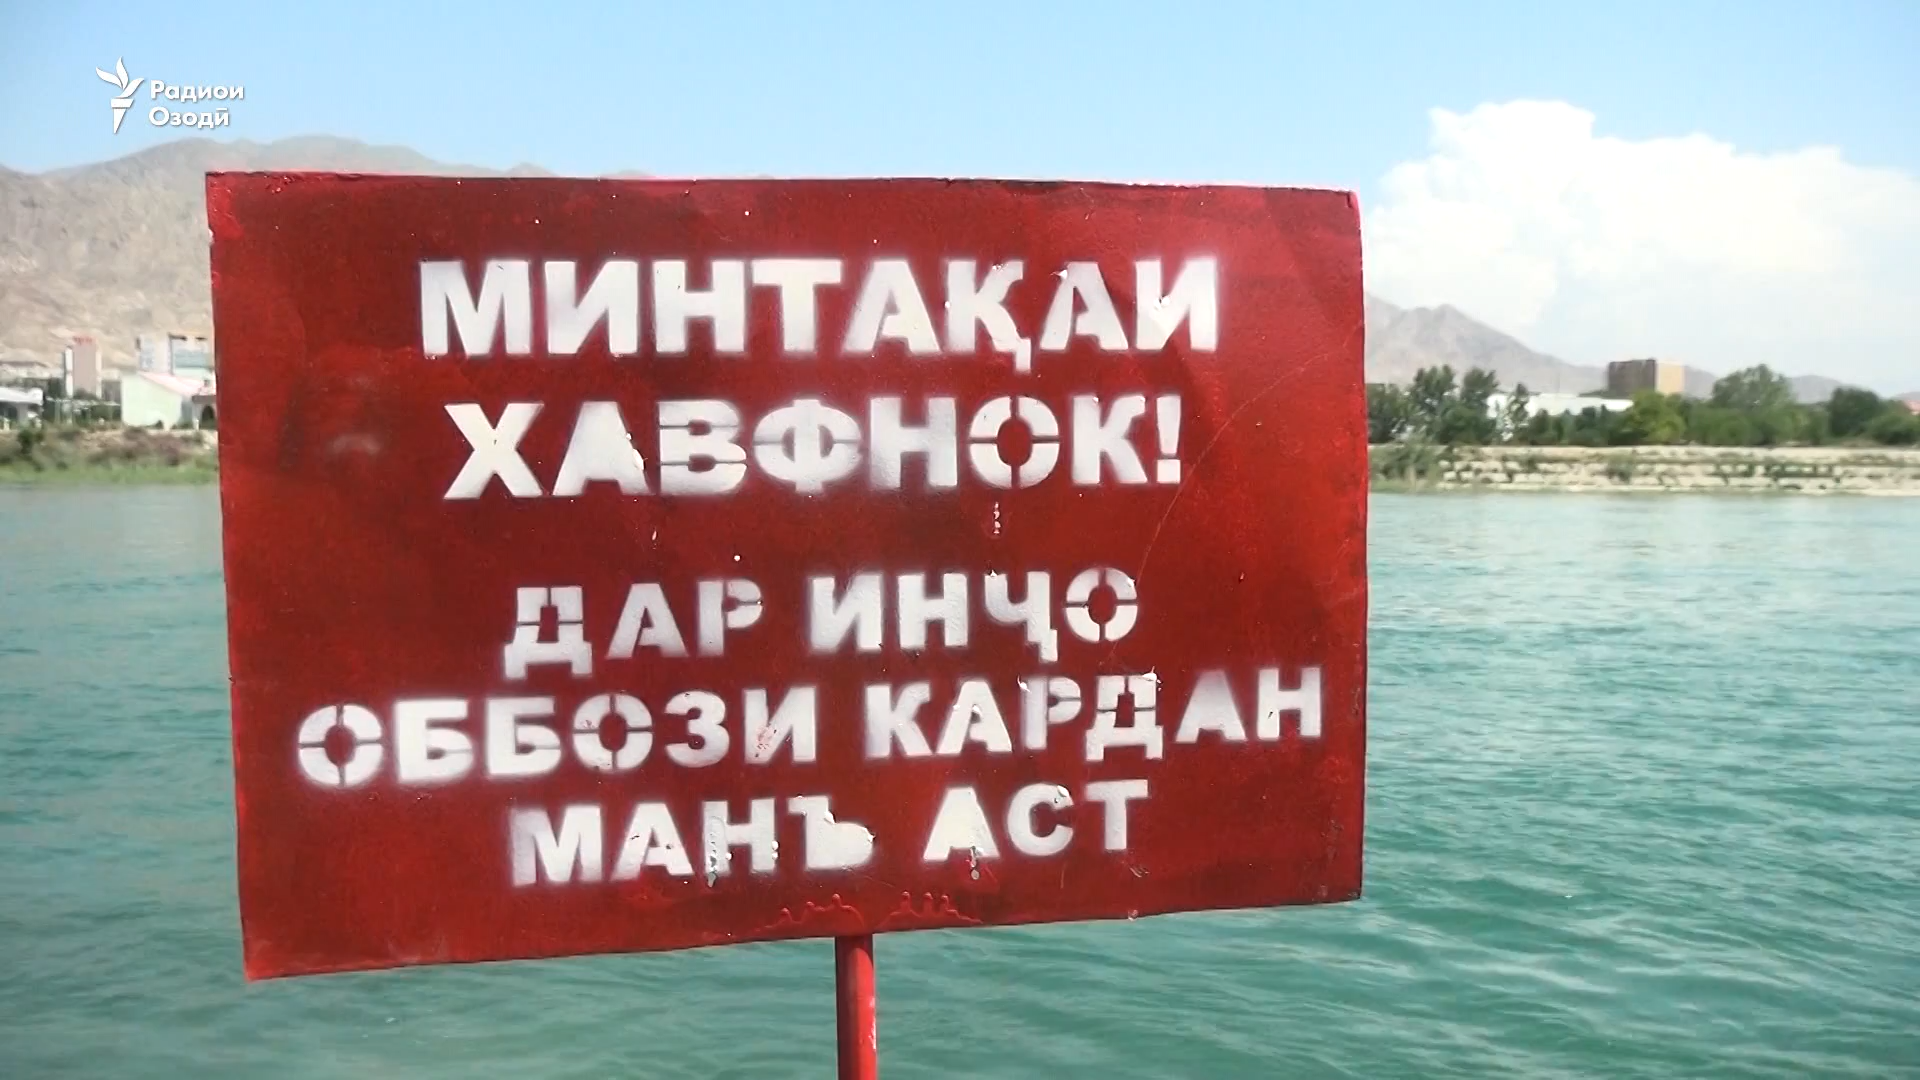 Радиои
Озодӣ
МИНТАҚАИ
ХАВФНОК!
ДАР ИНҶО
ОББОЗИ КАРДАН
МАНЪ АСТ